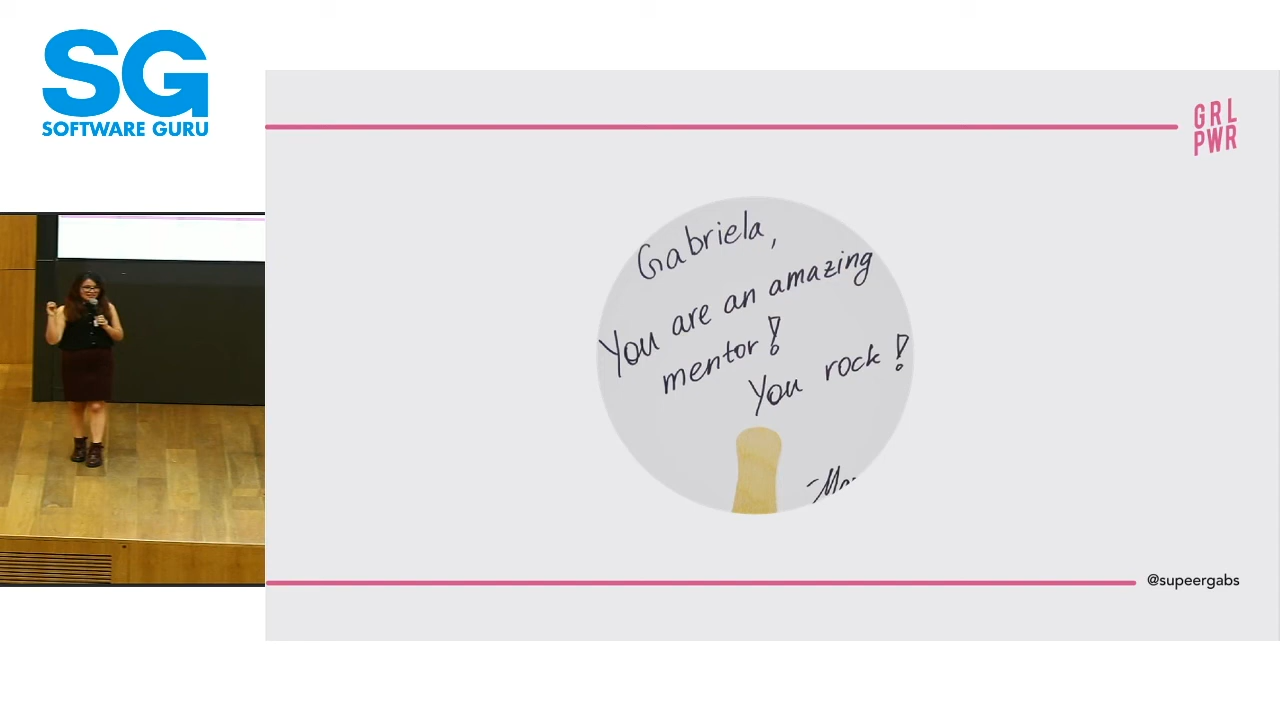 SG
SOFTWARE GURU
GRL
PWR
Gabriela,
You are an amazing
mentor!
You rock!
@supeergabs